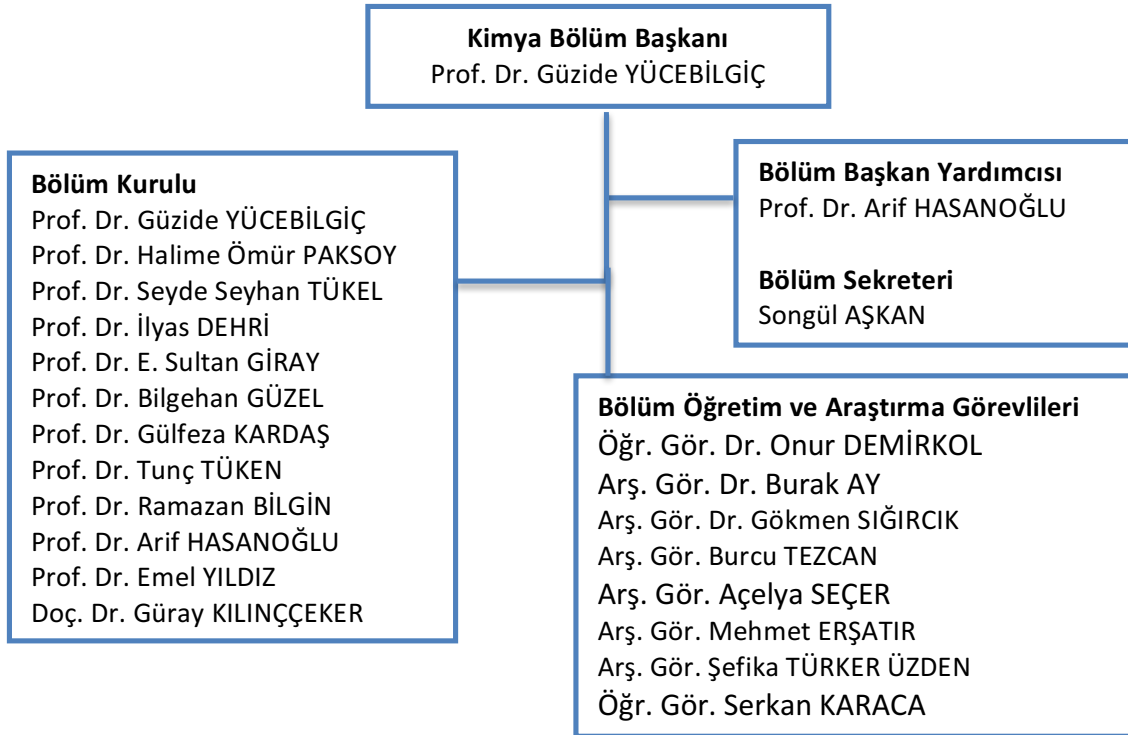 Kimya Bölüm Başkanı
Prof. Dr. Güzide YÜCEBİLGİÇ
Bölüm Kurulu
Prof. Dr. Güzide YÜCEBİLGİÇ
Prof. Dr. Halime Ömür PAKSOY
Prof. Dr. Seyde Seyhan TÜKEL
Prof. Dr. İlyas DEHRİ
Prof. Dr. E. Sultan GİRAY
Prof. Dr. Bilgehan GÜZEL
Prof. Dr. Gülfeza KARDAŞ
Prof. Dr. Tunç TÜKEN
Prof. Dr. Ramazan BİLGİN
Prof. Dr. Arif HASANOĞLU
Prof. Dr. Emel YILDIZ
Doç. Dr. Güray KILINÇÇEKER
Bölüm Başkan Yardımcısı
Prof. Dr. Arif HASANOĞLU
Bölüm Sekreteri
Songül AŞKAN
Bölüm Öğretim ve Araştırma Görevlileri
Öğr. Gör. Dr. Onur DEMİRKOL
Arş. Gör. Dr. Burak AY
Arş. Gör. Dr. Gökmen SIĞIRCIK
Arş. Gör. Burcu TEZCAN
Arş. Gör. Açelya SEÇER
Arş. Gör. Mehmet ERŞATIR
Arş. Gör. Şefika TÜRKER ÜZDEN
Öğr. Gör. Serkan KARACA